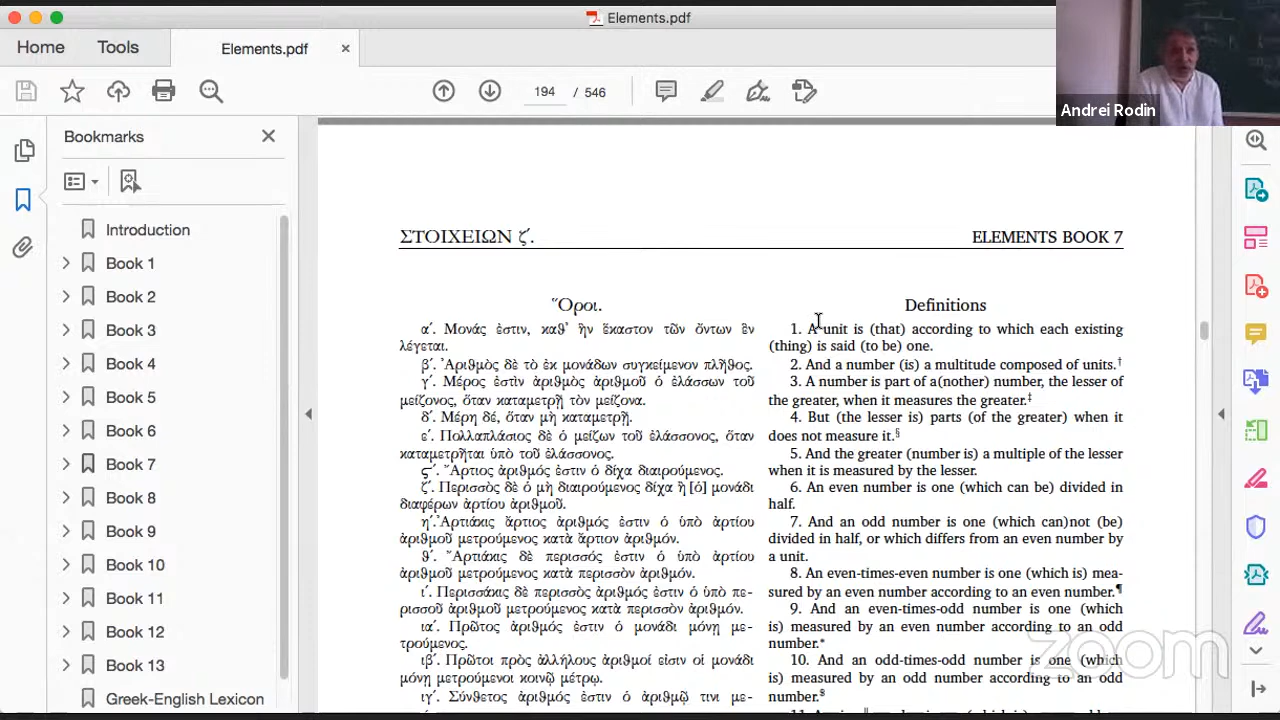 Elements.pdf
Home
Tools
Elements.pdf
194 / 546
Andrei Rodin
Bookmarks
Introduction
Book 1
Book 2
Book 3
Book 4
Book 5
Book 6
Book 7
Book 8
Book 9
Book 10
Book 11
Book 12
Book 13
Greek-English Lexicon
ΣΤΟΙΧΕΙΩΝ ζʹ.
ELEMENTS BOOK 7
Ὅροι.
αʹ. Μονάς ἐστιν, καθ᾿ ἣν ἕκαστον τῶν ὄντων ἓν
λέγεται.
βʹ. Ἀριθμὸς δὲ τὸ ἐκ μονάδων συγκείμενον πλῆθος.
γʹ. Μέρος ἐστὶν ἀριθμὸς ἀριθμοῦ ὁ ἐλάσσων τοῦ
μείζονος, ὅταν καταμετρῇ τὸν μείζονα.
δʹ. Μέρη δέ, ὅταν μὴ καταμετρῇ.
εʹ. Πολλαπλάσιος δὲ ὁ μείζων τοῦ ἐλάσσονος, ὅταν
καταμετρῆται ὑπὸ τοῦ ἐλάσσονος.
ϛʹ. Ἄρτιος ἀριθμός ἐστιν ὁ δίχα διαιρούμενος.
ζʹ. Περισσὸς δὲ ὁ μὴ διαιρούμενος δίχα ἢ [ὁ] μονάδι
διαφέρων ἀρτίου ἀριθμοῦ.
ηʹ. Ἀρτιάκις ἄρτιος ἀριθμός ἐστιν ὁ ὑπὸ ἀρτίου
ἀριθμοῦ μετρούμενος κατὰ ἄρτιον ἀριθμόν.
θʹ. Ἄρτιάκις δὲ περισσός ἐστιν ὁ ὑπὸ ἀρτίου
ἀριθμοῦ μετρούμενος κατὰ περισσὸν ἀριθμόν.
ιʹ. Περισσάκις δὲ περισσὸς ἀριθμός ἐστιν ὁ ὑπὸ πε-
ρισσοῦ ἀριθμοῦ μετρούμενος κατὰ περισσὸν ἀριθμόν.
ιαʹ. Πρῶτος ἀριθμός ἐστιν ὁ μονάδι μόνῃ με-
τρούμενος.
ιβʹ. Πρῶτοι πρὸς ἀλλήλους ἀριθμοί εἰσιν οἱ μονάδι
μόνῃ μετρούμενοι κοινῷ μέτρῳ.
ιγʹ. Σύνθετος ἀριθμός ἐστιν ὁ ἀριθμῷ τινι με-
Definitions
1. A unit is (that) according to which each existing
(thing) is said (to be) one.
2. And a number (is) a multitude composed of units.†
3. A number is part of a(nother) number, the lesser of
the greater, when it measures the greater.‡
4. But (the lesser is) parts (of the greater) when it
does not measure it.§
5. And the greater (number is) a multiple of the lesser
when it is measured by the lesser.
6. An even number is one (which can be) divided in
half.
7. And an odd number is one (which can)not (be)
divided in half, or which differs from an even number by
a unit.
8. An even-times-even number is one (which is) mea-
sured by an even number according to an even number.¶
9. And an even-times-odd number is one (which
is) measured by an even number according to an odd
number.*
10. And an odd-times-odd number is one (which
is) measured by an odd number according to an odd
number.$
zoom